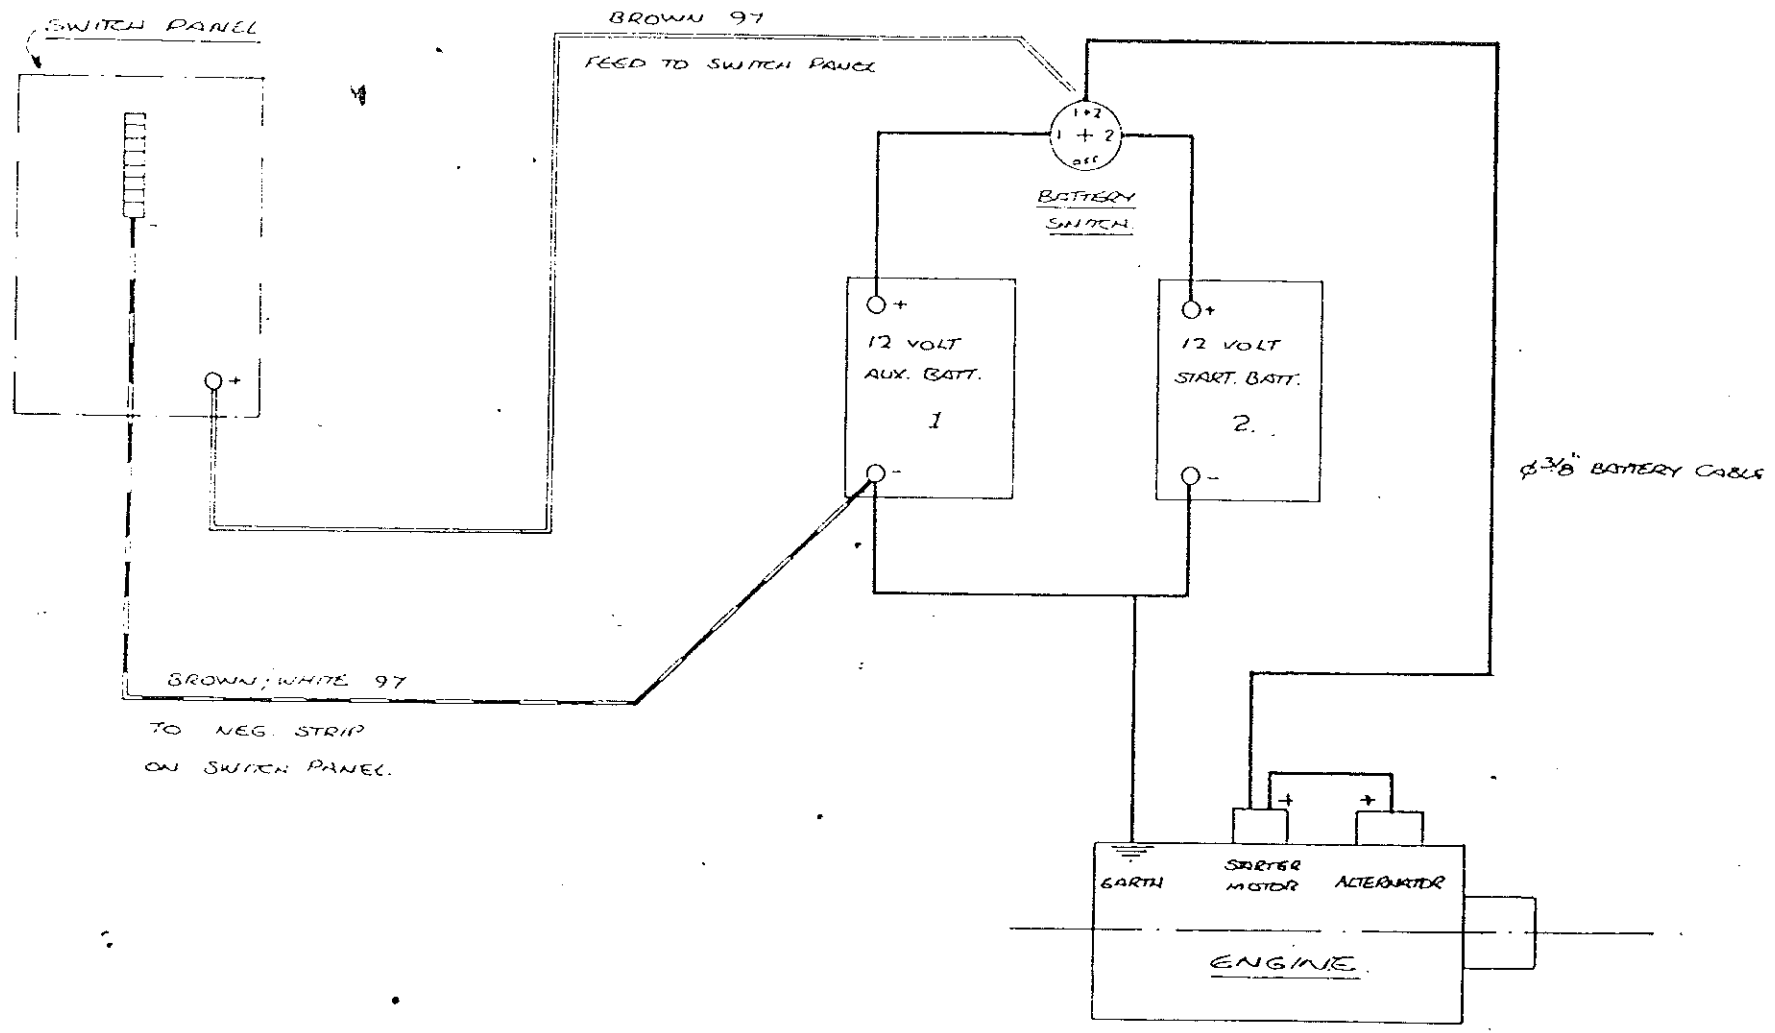 SWITCH PANEL
BROWN 97
FEED TO SWITCH PANEL
1+2
1 + 2
OFF
BATTERY
SWITCH.
+
12 VOLT
AUX. BATT.
1
-
+
12 VOLT
START. BATT.
2.
-
+
ø 3/8" BATTERY CABLE
BROWN; WHITE 97
TO NEG. STRIP
ON SWITCH PANEL.
+ +
EARTH
STARTER
MOTOR
ALTERNATOR
ENGINE.